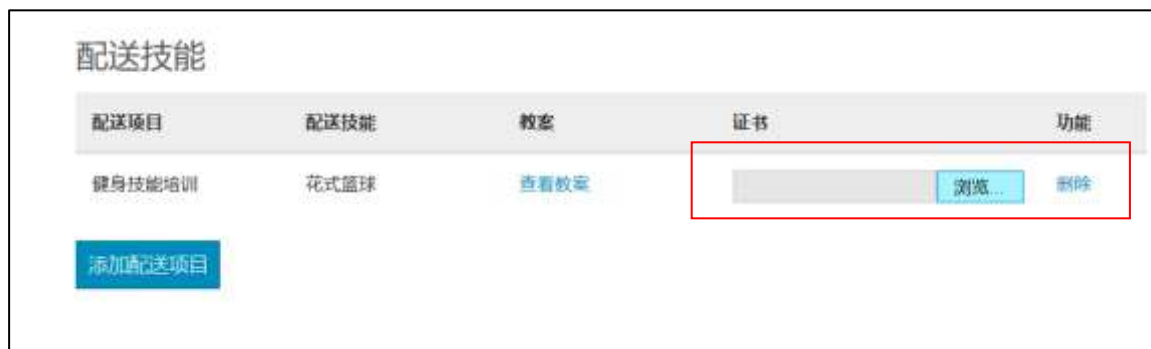 配送技能
配送项目 配送技能 教案 证书 功能
健身技能培训 花式篮球 查看教案 浏览... 删除
添加配送项目